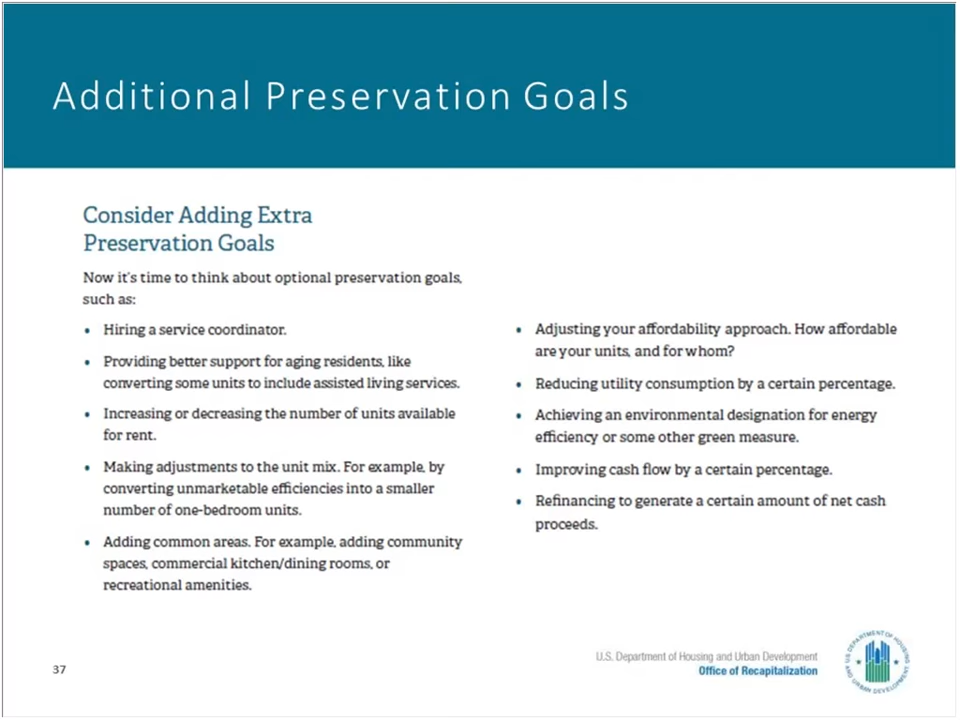 Additional Preservation Goals
Consider Adding Extra
Preservation Goals
Now it's time to think about optional preservation goals,
such as:
• Hiring a service coordinator.
• Providing better support for aging residents, like
converting some units to include assisted living services.
• Increasing or decreasing the number of units available
for rent.
• Making adjustments to the unit mix. For example, by
converting unmarketable efficiencies into a smaller
number of one-bedroom units.
• Adding common areas. For example, adding community
spaces, commercial kitchen/dining rooms, or
recreational amenities.
• Adjusting your affordability approach. How affordable
are your units, and for whom?
• Reducing utility consumption by a certain percentage.
• Achieving an environmental designation for energy
efficiency or some other green measure.
• Improving cash flow by a certain percentage.
• Refinancing to generate a certain amount of net cash
proceeds.
37
U.S. Department of Housing and Urban Development
Office of Recapitalization
U.S. DEPARTMENT OF HOUSING
AND URBAN DEVELOPMENT